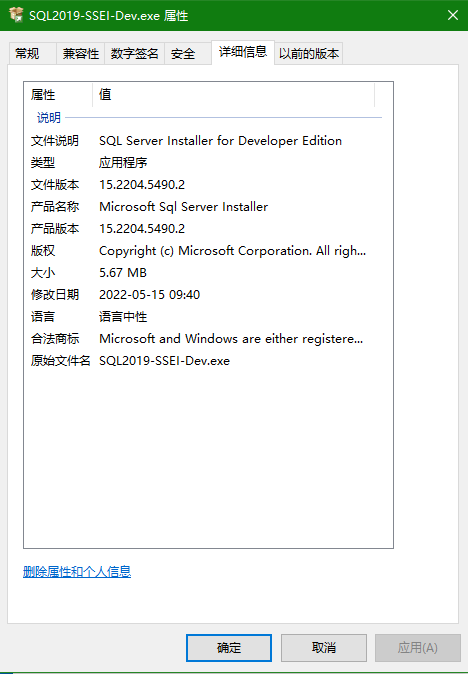 SQL2019-SSEI-Dev.exe 属性
常规 兼容性 数字签名 安全 详细信息 以前的版本
属性 值
说明
文件说明 SQL Server Installer for Developer Edition
类型 应用程序
文件版本 15.2204.5490.2
产品名称 Microsoft Sql Server Installer
产品版本 15.2204.5490.2
版权 Copyright (c) Microsoft Corporation. All righ...
大小 5.67 MB
修改日期 2022-05-15 09:40
语言 语言中性
合法商标 Microsoft and Windows are either registere...
原始文件名 SQL2019-SSEI-Dev.exe
删除属性和个人信息
确定 取消 应用(A)